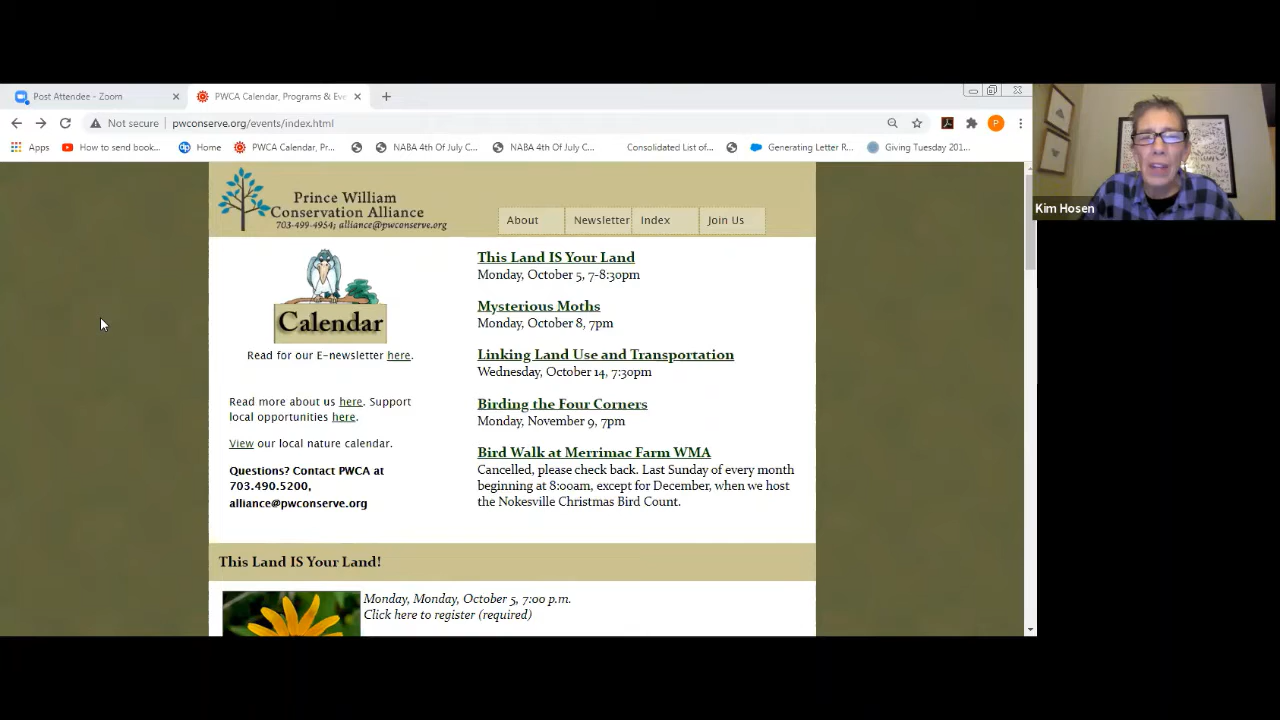 Post Attendee - Zoom
PWCA Calendar, Programs & Eve
Not secure
pwconserve.org/events/index.html
P
Apps
How to send book...
Home
PWCA Calendar, Pr...
NABA 4th Of July C...
NABA 4th Of July C...
Consolidated List of...
Generating Letter R...
Giving Tuesday 201...
Kim Hosen
Prince William
Conservation Alliance
703-499-4954; alliance@pwconserve.org
About
Newsletter
Index
Join Us
Calendar
Read for our E-newsletter here.
Read more about us here. Support
local opportunities here.
View our local nature calendar.
Questions? Contact PWCA at
703.490.5200,
alliance@pwconserve.org
This Land IS Your Land
Monday, October 5, 7-8:30pm
Mysterious Moths
Monday, October 8, 7pm
Linking Land Use and Transportation
Wednesday, October 14, 7:30pm
Birding the Four Corners
Monday, November 9, 7pm
Bird Walk at Merrimac Farm WMA
Cancelled, please check back. Last Sunday of every month
beginning at 8:00am, except for December, when we host
the Nokesville Christmas Bird Count.
This Land IS Your Land!
Monday, Monday, October 5, 7:00 p.m.
Click here to register (required)